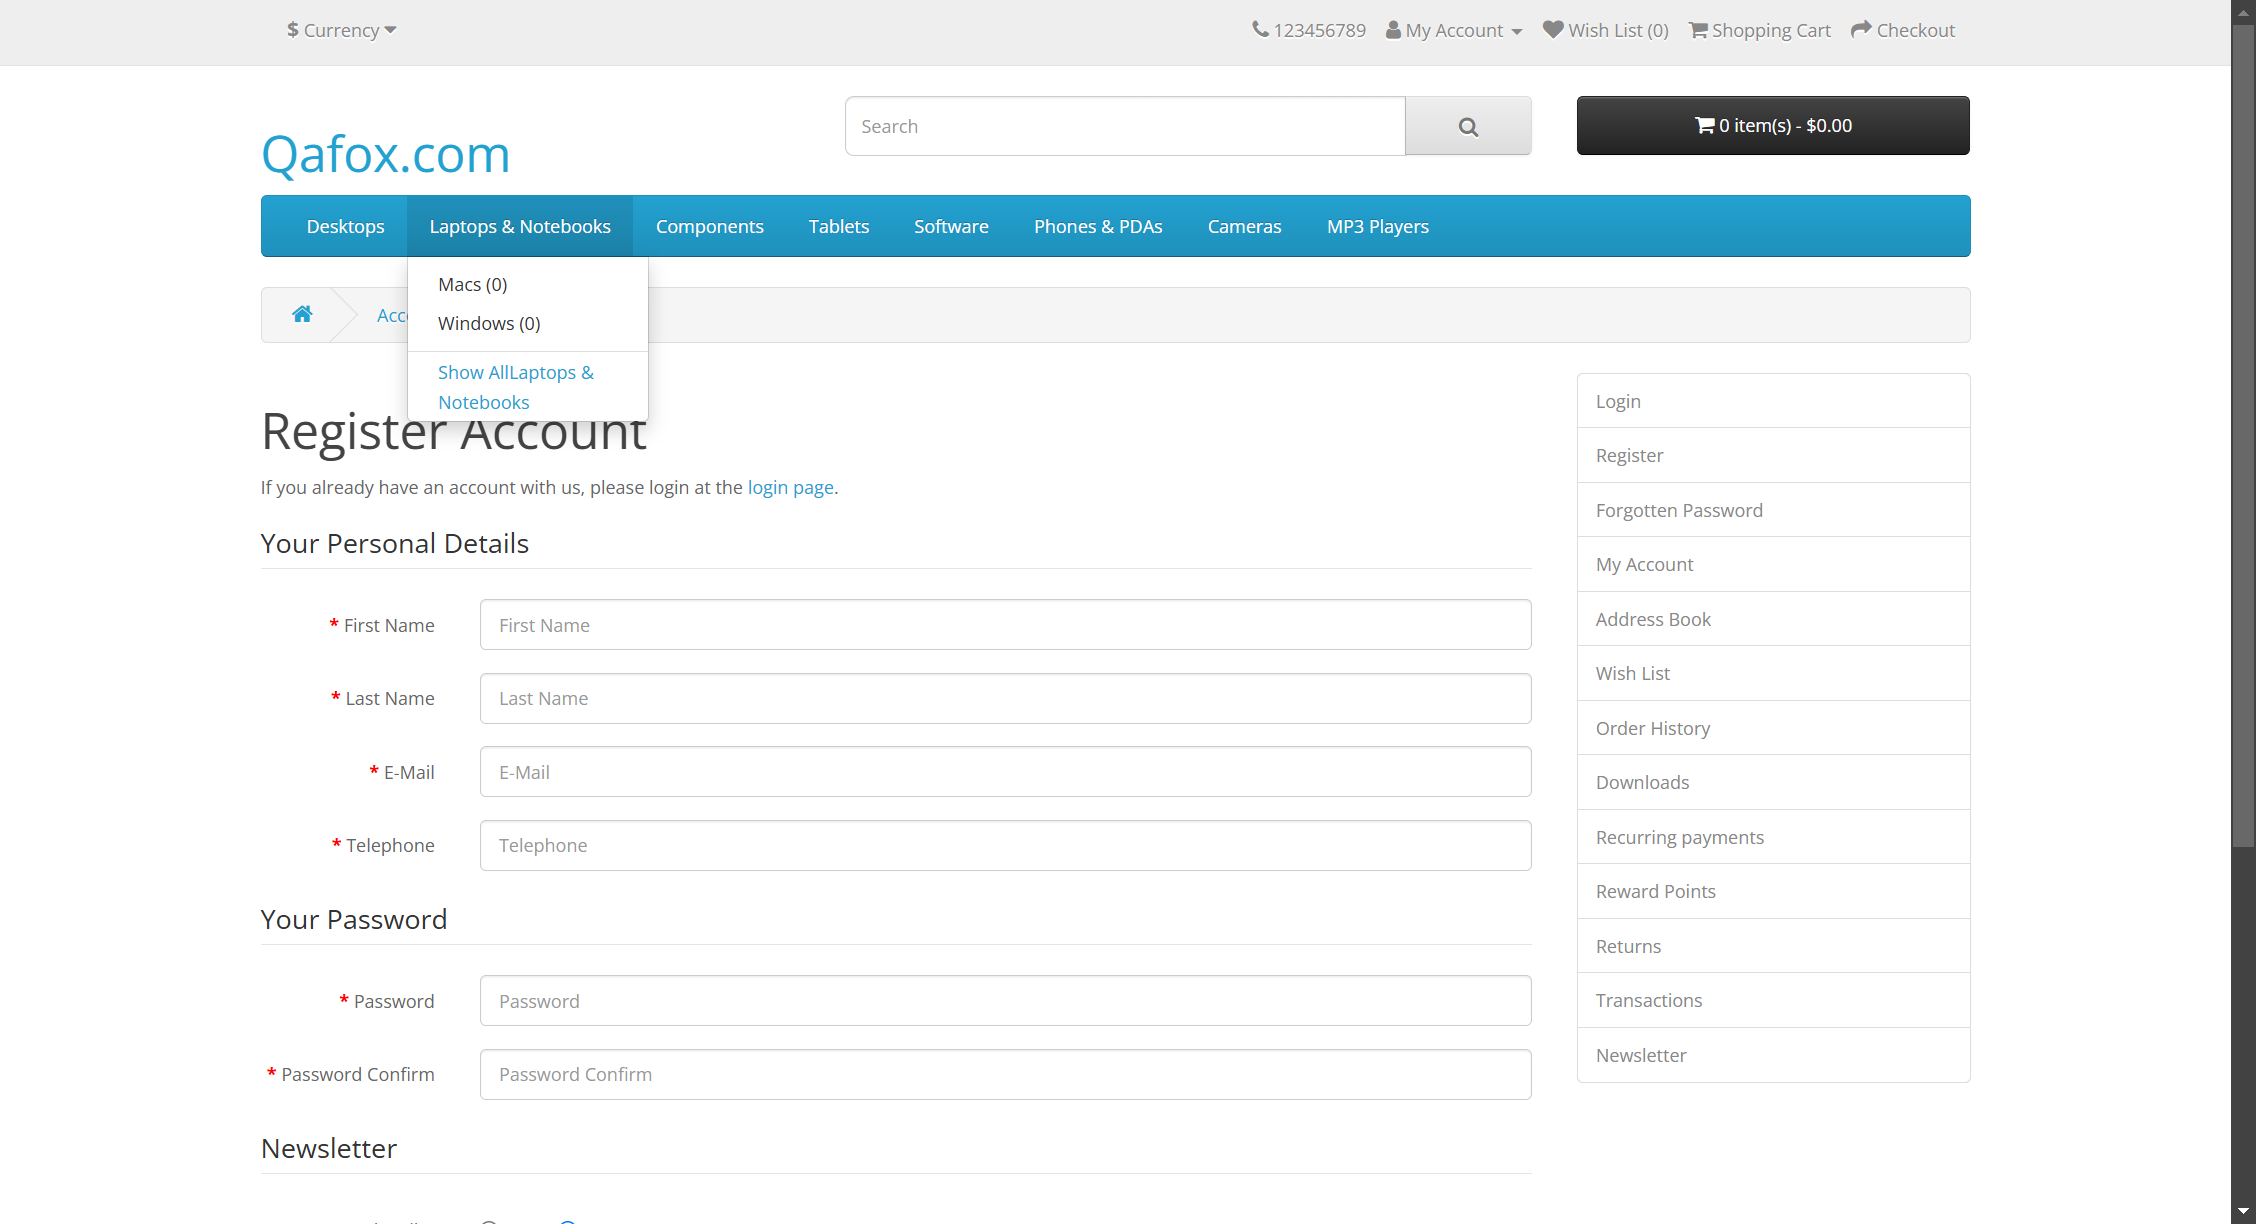 $ Currency
123456789 My Account Wish List (0) Shopping Cart Checkout
Qafox.com
Search
0 item(s) - $0.00
Desktops Laptops & Notebooks Components Tablets Software Phones & PDAs Cameras MP3 Players
Macs (0)
Windows (0)
Show AllLaptops &
Notebooks
Register Account
If you already have an account with us, please login at the login page.
Your Personal Details
* First Name First Name
* Last Name Last Name
* E-Mail E-Mail
* Telephone Telephone
Your Password
* Password Password
* Password Confirm Password Confirm
Newsletter
Login
Register
Forgotten Password
My Account
Address Book
Wish List
Order History
Downloads
Recurring payments
Reward Points
Returns
Transactions
Newsletter